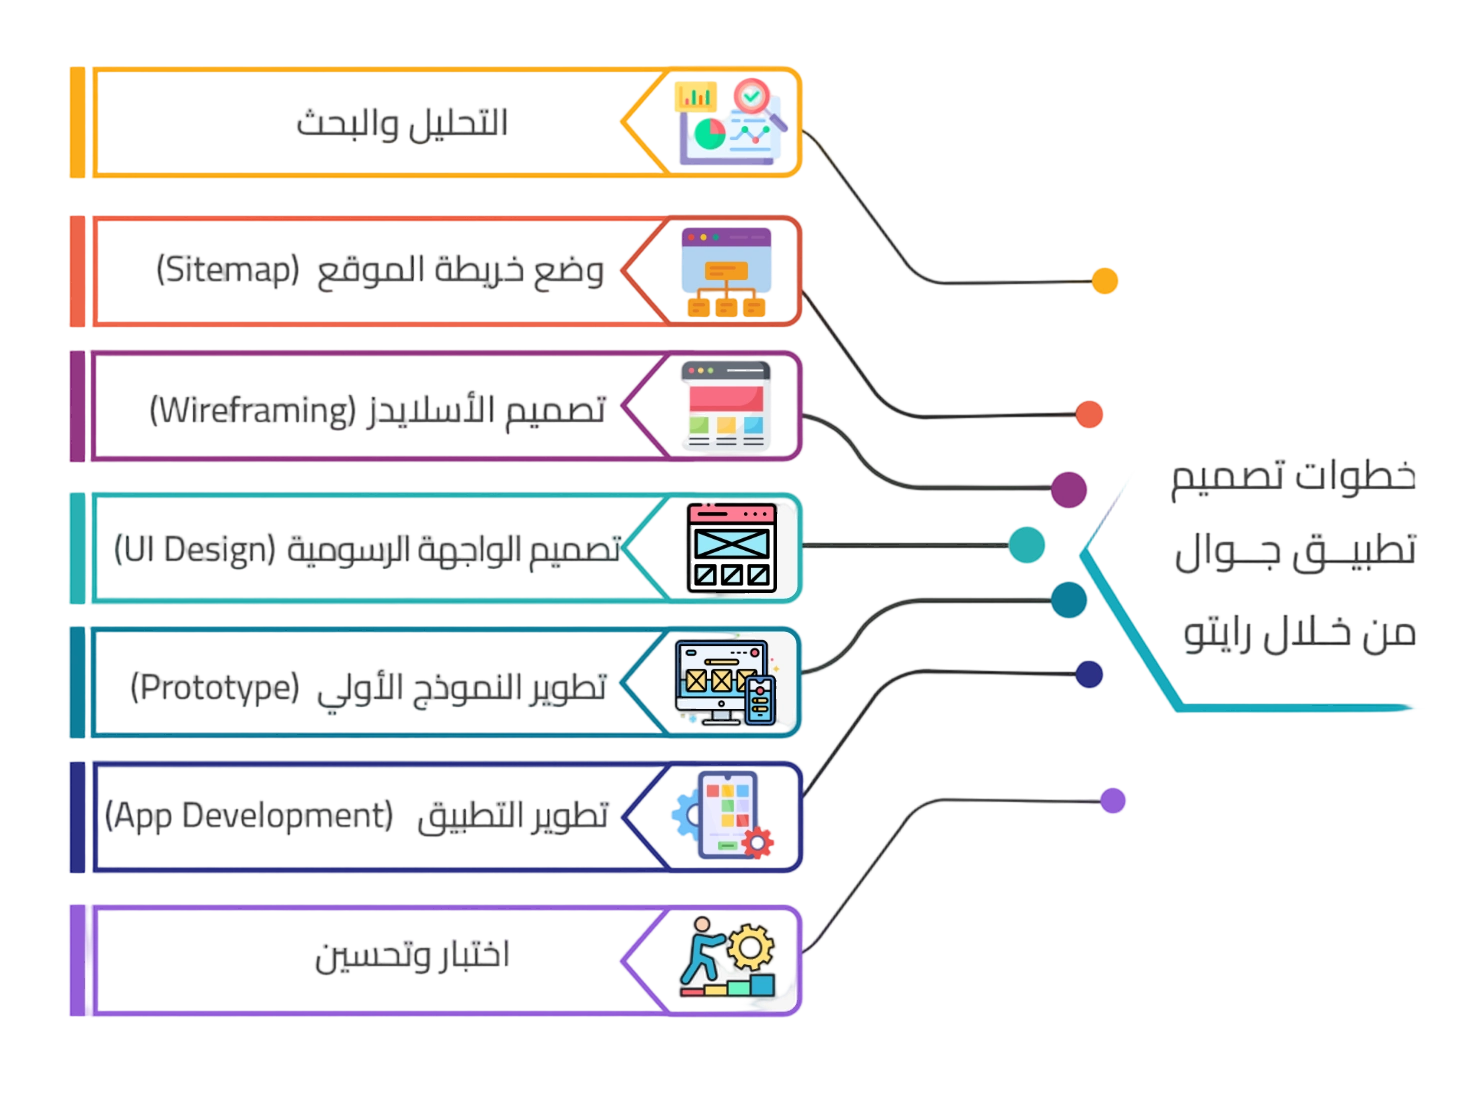 خطوات تصميم
تطبيــق جــوال
من خـلال رايتو
التحليل والبحث
وضع خريطة الموقع (Sitemap)
تصميم الأسلايدز (Wireframing)
تصميم الواجهة الرسومية (UI Design)
تطوير النموذج الأولي (Prototype)
تطوير التطبيق (App Development)
اختبار وتحسين